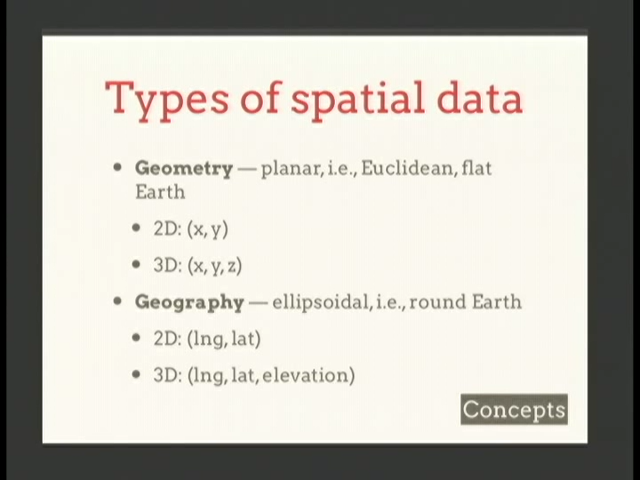 Types of spatial data
• Geometry — planar, i.e., Euclidean, flat
Earth
• 2D: (x, y)
• 3D: (x, y, z)
• Geography — ellipsoidal, i.e., round Earth
• 2D: (lng, lat)
• 3D: (lng, lat, elevation)
Concepts